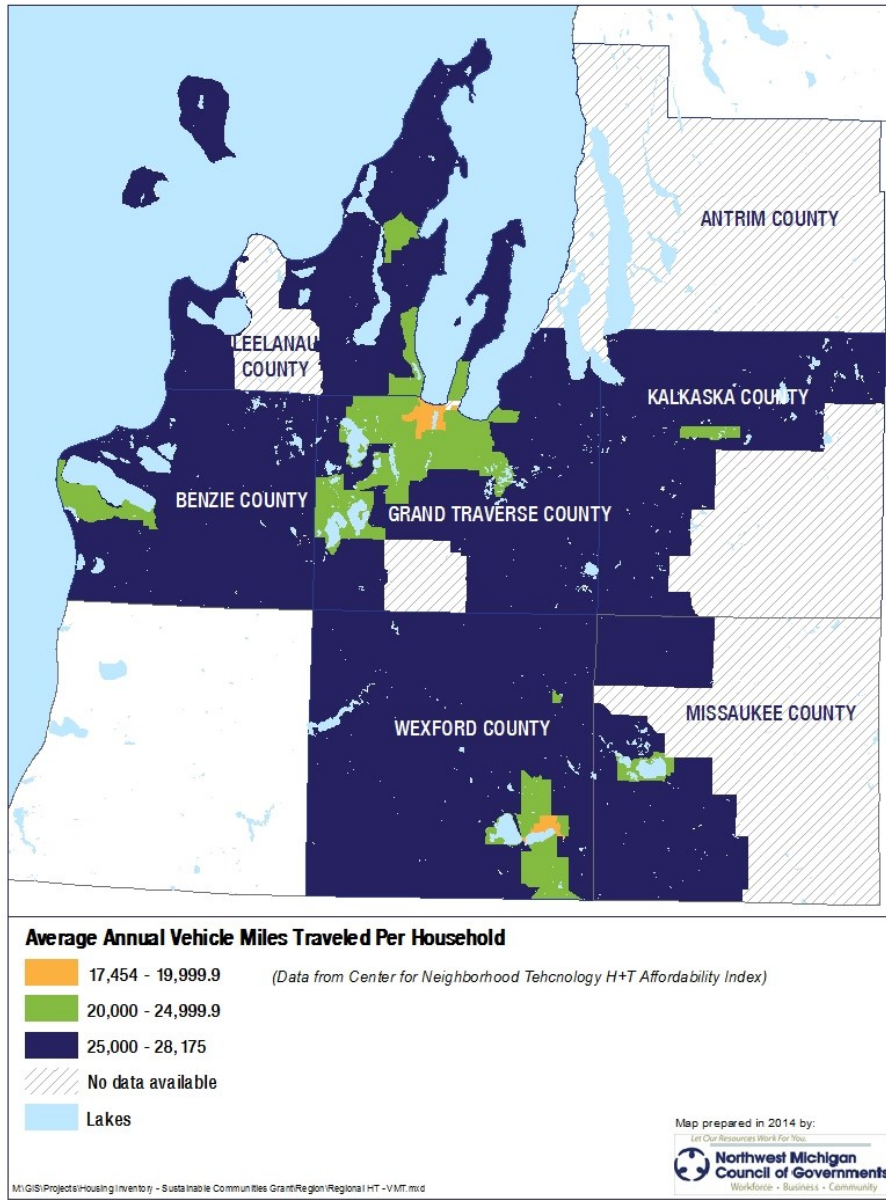 ANTRIM COUNTY
LEELANAU
COUNTY
KALKASKA COUNTY
BENZIE COUNTY
GRAND TRAVERSE COUNTY
WEXFORD COUNTY
MISSAUKEE COUNTY
Average Annual Vehicle Miles Traveled Per Household
17,454 - 19,999.9
(Data from Center for Neighborhood Tehcnology H+T Affordability Index)
20,000 - 24,999.9
25,000 - 28,175
No data available
Lakes
Map prepared in 2014 by:
Let Our Resources Work For You.
Northwest Michigan
Council of Governments
Workforce • Business • Community
M:\GIS\Projects\Housing Inventory - Sustainable Communities Grant\Region\Regional HT - VMT.mxd